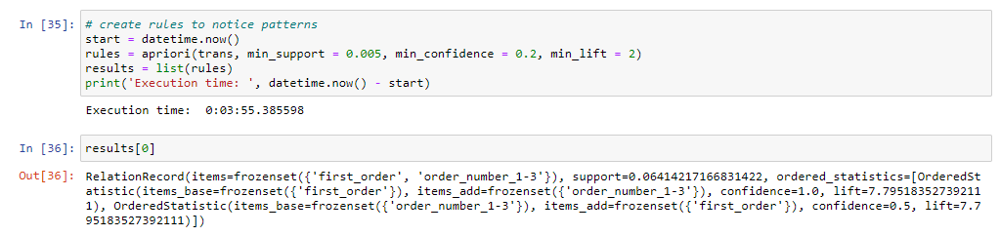 In [35]: # create rules to notice patterns
start = datetime.now()
rules = apriori(trans, min_support = 0.005, min_confidence = 0.2, min_lift = 2)
results = list(rules)
print('Execution time: ', datetime.now() - start)
Execution time:  0:03:55.385598
In [36]: results[0]
Out[36]: RelationRecord(items=frozenset({'first_order', 'order_number_1-3'}), support=0.06414217166831422, ordered_statistics=[OrderedSt
atistic(items_base=frozenset({'first_order'}), items_add=frozenset({'order_number_1-3'}), confidence=1.0, lift=7.79518352739211
1), OrderedStatistic(items_base=frozenset({'order_number_1-3'}), items_add=frozenset({'first_order'}), confidence=0.5, lift=7.7
95183527392111)])